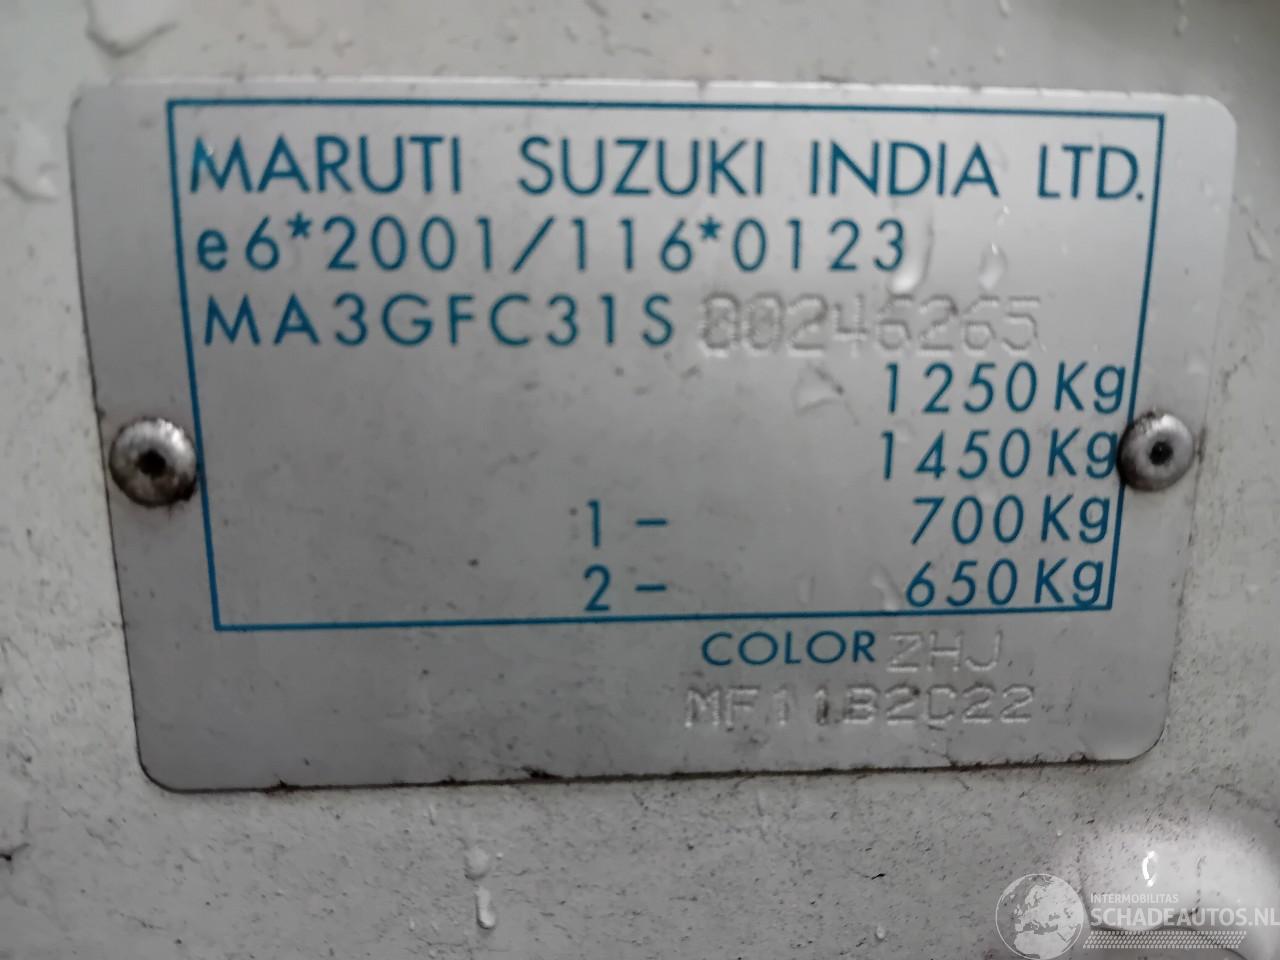 MARUTI SUZUKI INDIA LTD.
e6*2001/116*0123
MA3GFC31S 00246265
1250Kg
1450Kg
1 - 700Kg
2 - 650Kg
COLOR ZHJ
MF11B2C22
INTERMOBILITAS
SCHADEAUTOS.NL